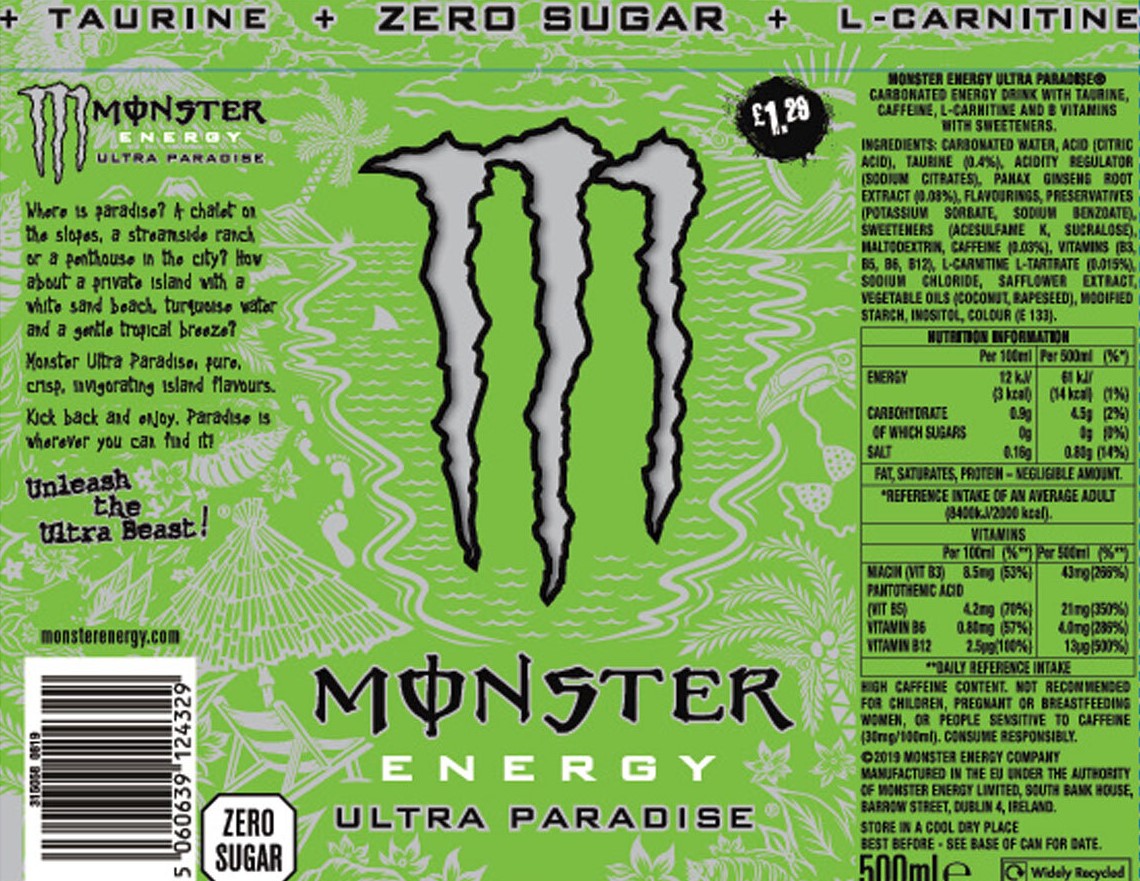 + TAURINE + ZERO SUGAR + L-CARNITINE
MONSTER
ENERGY
ULTRA PARADISE
Where is paradise? A chalet on
the slopes, a streamside ranch
or a penthouse in the city? How
about a private island with a
white sand beach, turquoise water
and a gentle tropical breeze?
Monster Ultra Paradise, pure,
crisp, invigorating island flavours.
Kick back and enjoy. Paradise is
wherever you can find it!
Unleash
the
Ultra Beast!®
monsterenergy.com
315058 0619
5 060639 124329
ZERO
SUGAR
£1.29
MONSTER
ENERGY
ULTRA PARADISE®
MONSTER ENERGY ULTRA PARADISE®
CARBONATED ENERGY DRINK WITH TAURINE,
CAFFEINE, L-CARNITINE AND B VITAMINS
WITH SWEETENERS.
INGREDIENTS: CARBONATED WATER, ACID (CITRIC
ACID), TAURINE (0.4%), ACIDITY REGULATOR
(SODIUM CITRATES), PANAX GINSENG ROOT
EXTRACT (0.08%), FLAVOURINGS, PRESERVATIVES
(POTASSIUM SORBATE, SODIUM BENZOATE),
SWEETENERS (ACESULFAME K, SUCRALOSE),
MALTODEXTRIN, CAFFEINE (0.03%), VITAMINS (B3,
B5, B6, B12), L-CARNITINE L-TARTRATE (0.015%),
SODIUM CHLORIDE, SAFFLOWER EXTRACT,
VEGETABLE OILS (COCONUT, RAPESEED), MODIFIED
STARCH, INOSITOL, COLOUR (E 133).
NUTRITION INFORMATION
Per 100ml Per 500ml (%*)
ENERGY 12 kJ/ 61 kJ/
(3 kcal) (14 kcal) (1%)
CARBOHYDRATE 0.9g 4.5g (2%)
OF WHICH SUGARS 0g 0g (0%)
SALT 0.16g 0.80g (14%)
FAT, SATURATES, PROTEIN – NEGLIGIBLE AMOUNT.
*REFERENCE INTAKE OF AN AVERAGE ADULT
(8400kJ/2000 kcal).
VITAMINS
Per 100ml (%**) Per 500ml (%**)
NIACIN (VIT B3) 8.5mg (53%) 43mg (266%)
PANTOTHENIC ACID
(VIT B5) 4.2mg (70%) 21mg (350%)
VITAMIN B6 0.80mg (57%) 4.0mg (286%)
VITAMIN B12 2.5µg (100%) 13µg (500%)
**DAILY REFERENCE INTAKE
HIGH CAFFEINE CONTENT. NOT RECOMMENDED
FOR CHILDREN, PREGNANT OR BREASTFEEDING
WOMEN, OR PEOPLE SENSITIVE TO CAFFEINE
(30mg/100ml). CONSUME RESPONSIBLY.
©2019 MONSTER ENERGY COMPANY
MANUFACTURED IN THE EU UNDER THE AUTHORITY
OF MONSTER ENERGY LIMITED, SOUTH BANK HOUSE,
BARROW STREET, DUBLIN 4, IRELAND.
STORE IN A COOL DRY PLACE
BEST BEFORE - SEE BASE OF CAN FOR DATE.
500ml e Widely Recycled